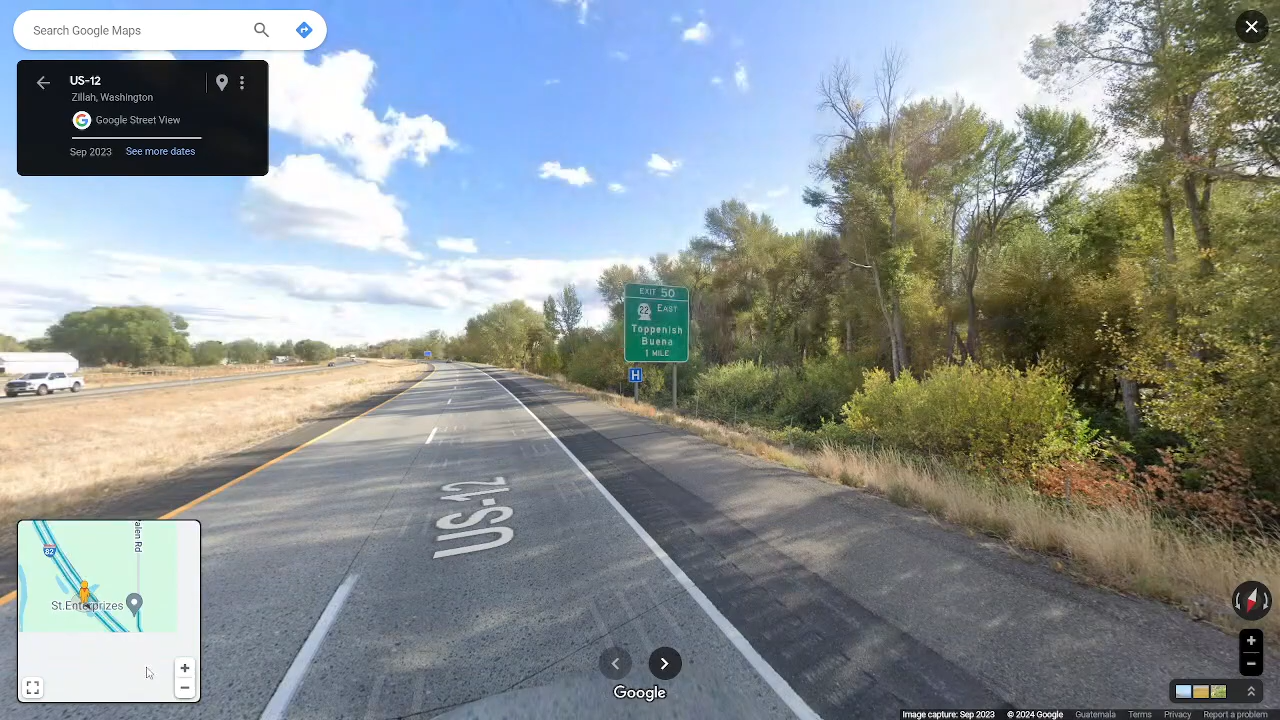 Search Google Maps
US-12
Zillah, Washington
Google Street View
Sep 2023 See more dates
EXIT 50
22 EAST
Toppenish
Buena
1 MILE
H
US-12
82
alen Rd
St.Enterprizes
Google
Image capture: Sep 2023 © 2024 Google Guatemala Terms Privacy Report a problem